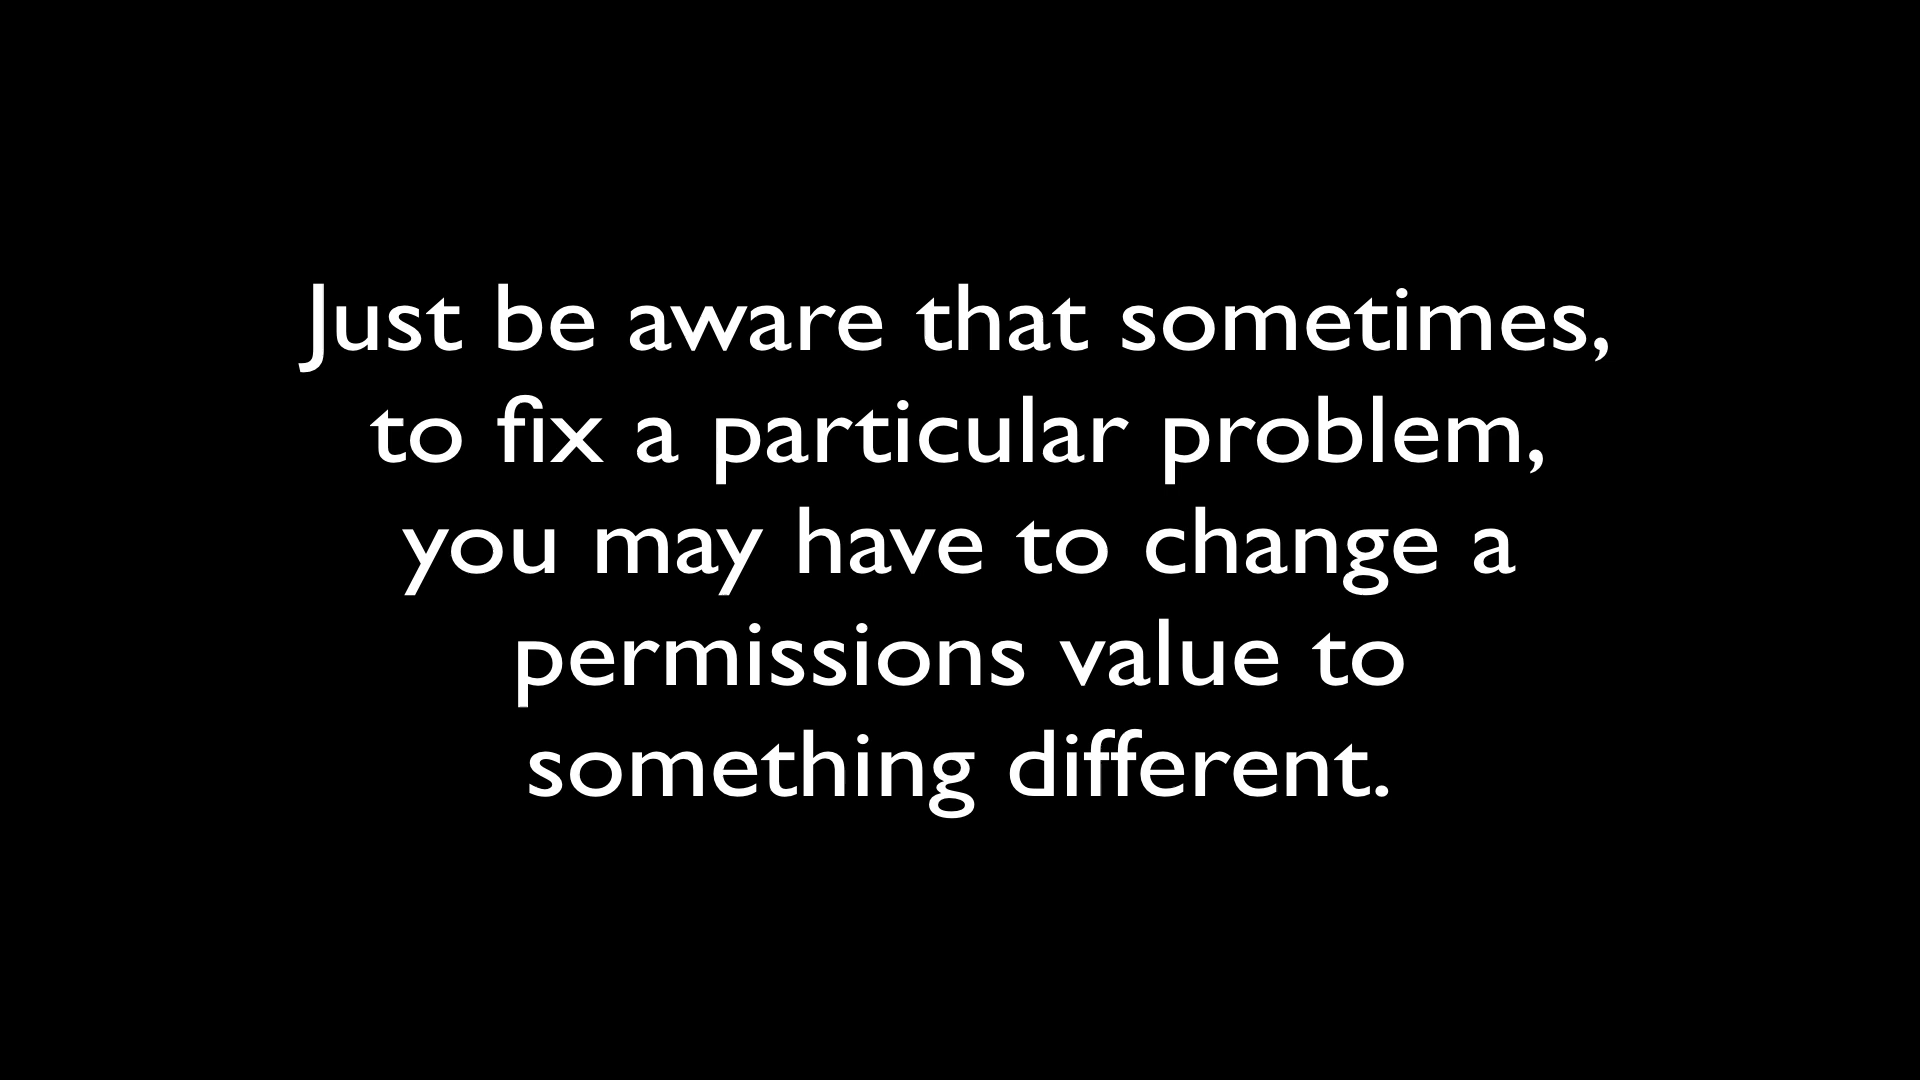 Just be aware that sometimes,
to fix a particular problem,
you may have to change a
permissions value to
something different.